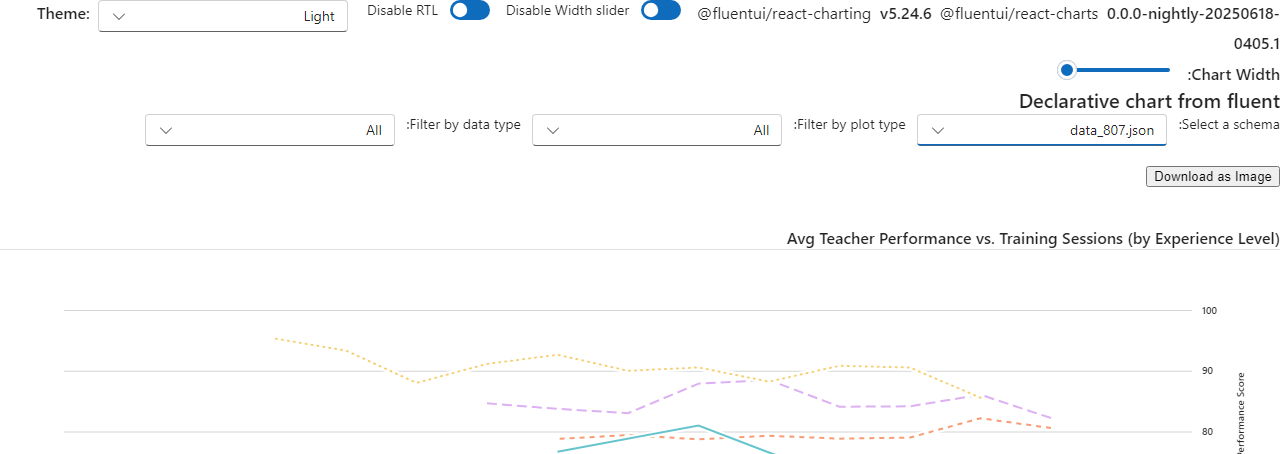 Theme: Light Disable RTL Disable Width slider @fluentui/react-charting v5.24.6 @fluentui/react-charts 0.0.0-nightly-20250618-
0405.1
:Chart Width
Declarative chart from fluent
:Select a schema data_807.json :Filter by plot type All :Filter by data type All
Download as Image
Avg Teacher Performance vs. Training Sessions (by Experience Level)
100
90
80
Performance Score